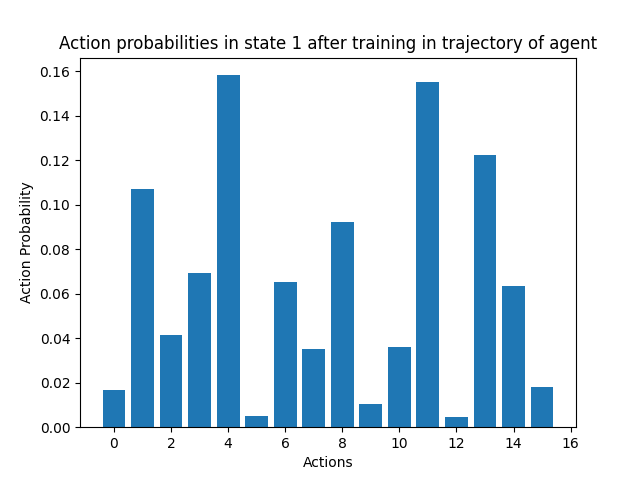 Action probabilities in state 1 after training in trajectory of agent
0.16
0.14
0.12
0.10
0.08
0.06
0.04
0.02
0.00
Action Probability
0 2 4 6 8 10 12 14 16
Actions